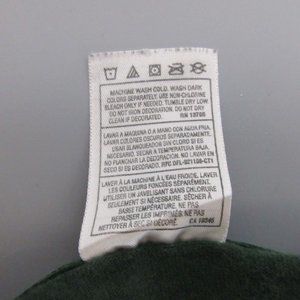 MACHINE WASH COLD. WASH DARK
COLORS SEPARATELY. USE NON-CHLORINE
BLEACH ONLY IF NEEDED. TUMBLE DRY LOW
DO NOT IRON DECORATION. DO NOT DRY
CLEAN IF DECORATED. RN 13765
LAVAR A MAQUINA O A MANO CON AGUA FRIA.
LAVAR COLORES OSCUROS SEPARADAMENTE.
USAR BLANQUEADOR SIN CLORO SI ES
NECESARIO. SECAR A TEMPERATURA BAJA.
NO PLANCHAR LA DECORACION. NO LAVAR EN
SECO SI DECORADO.
LAVER À LA MACHINE À L'EAU FROIDE. LAVER
LES COULEURS FONCÉES SÉPARÉMENT.
UTILISER UN JAVELLISANT SANS CHLORURE
SEULEMENT SI NÉCESSAIRE. SÉCHER À
BASSE TEMPÉRATURE. NE PAS
REPASSER LES IMPRIMÉS. NE PAS
NETTOYER À SEC SI DÉCORÉ.